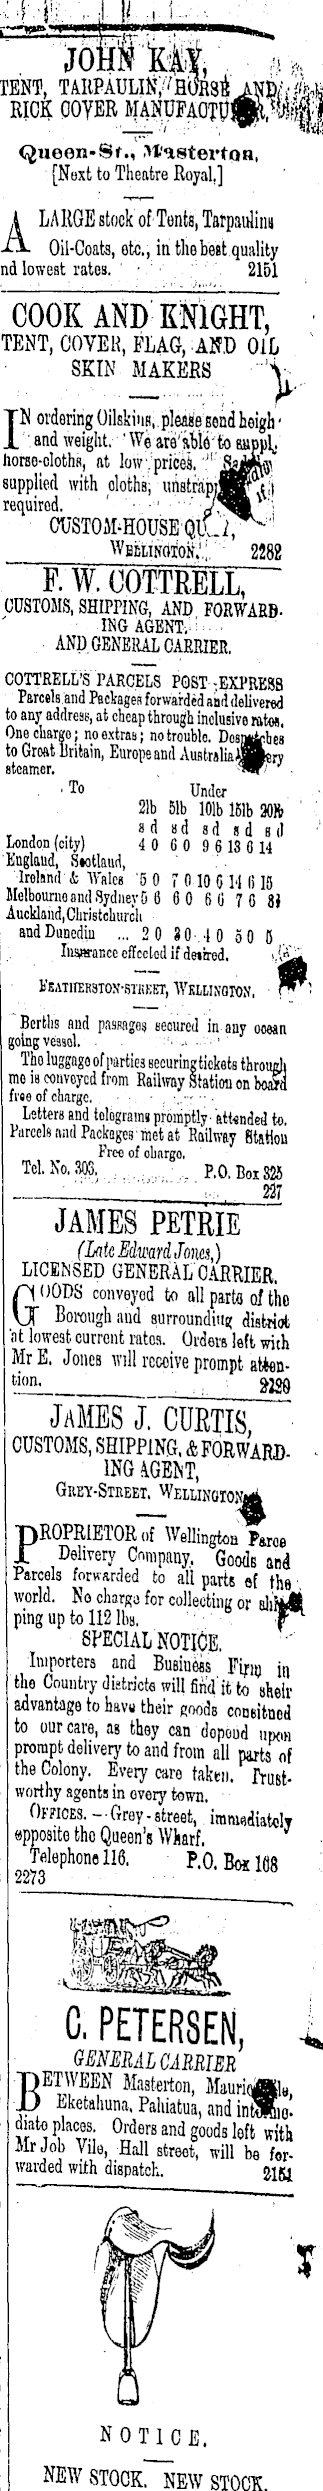 JOHN KAY,
TENT, TARPAULIN, HORSE AND
RICK COVER MANUFACTU
Queen-St., Masterton,
[Next to Theatre Royal.]
A LARGE stock of Tents, Tarpaulins
Oil-Coats, etc., in the best quality
nd lowest rates. 2151
COOK AND KNIGHT,
TENT, COVER, FLAG, AND OIL
SKIN MAKERS
IN ordering Oilskins, please send heigh
and weight. We are able to suppl
horse-cloths, at low prices.
supplied with cloths, unstrap if
required.
CUSTOM-HOUSE QU
WELLINGTON. 2282
F. W. COTTRELL,
CUSTOMS, SHIPPING, AND FORWARD-
ING AGENT,
AND GENERAL CARRIER.
COTTRELL'S PARCELS POST EXPRESS
Parcels and Packages forwarded and delivered
to any address, at cheap through inclusive rates.
One charge; no extras; no trouble. Despatches
to Great Britain, Europe and Australia ery
steamer.
To Under
2lb 5lb 10lb 15lb 20lb
s d s d s d s d s d
London (city) 4 0 6 0 9 6 13 6 14
England, Scotland,
Ireland & Wales 5 0 7 0 10 6 14 6 15
Melbourne and Sydney 5 6 6 0 6 6 7 6 8
Auckland, Christchurch
and Dunedin ... 2 0 3 0 4 0 5 0 5
Insurance effected if desired.
FEATHERSTON-STREET, WELLINGTON.
Berths and passages secured in any ocean
going vessel.
The luggage of parties securing tickets through
me is conveyed from Railway Station on board
free of charge.
Letters and telegrams promptly attended to.
Parcels and Packages met at Railway Station
Free of charge.
Tel. No. 303. P.O. Box 325
227
JAMES PETRIE
(Late Edward Jones,)
LICENSED GENERAL CARRIER.
GOODS conveyed to all parts of the
Borough and surrounding district
at lowest current rates. Orders left with
Mr E. Jones will receive prompt atten-
tion. 2220
JAMES J. CURTIS,
CUSTOMS, SHIPPING, & FORWARD-
ING AGENT,
GREY-STREET, WELLINGTON
PROPRIETOR of Wellington Parce
Delivery Company. Goods and
Parcels forwarded to all parts of the
world. No charge for collecting or ship
ping up to 112 lbs.
SPECIAL NOTICE.
Importers and Business Firm in
the Country districts will find it to their
advantage to have their goods consigned
to our care, as they can depend upon
prompt delivery to and from all parts of
the Colony. Every care taken. Trust-
worthy agents in every town.
OFFICES.—Grey-street, immediately
opposite the Queen's Wharf.
Telephone 116. P.O. Box 168
2273
C. PETERSEN,
GENERAL CARRIER
BETWEEN Masterton, Mauric le,
Eketahuna, Pahiatua, and interme-
diate places. Orders and goods left with
Mr Job Vile, Hall street, will be for-
warded with dispatch. 2151
NOTICE.
NEW STOCK. NEW STOCK.